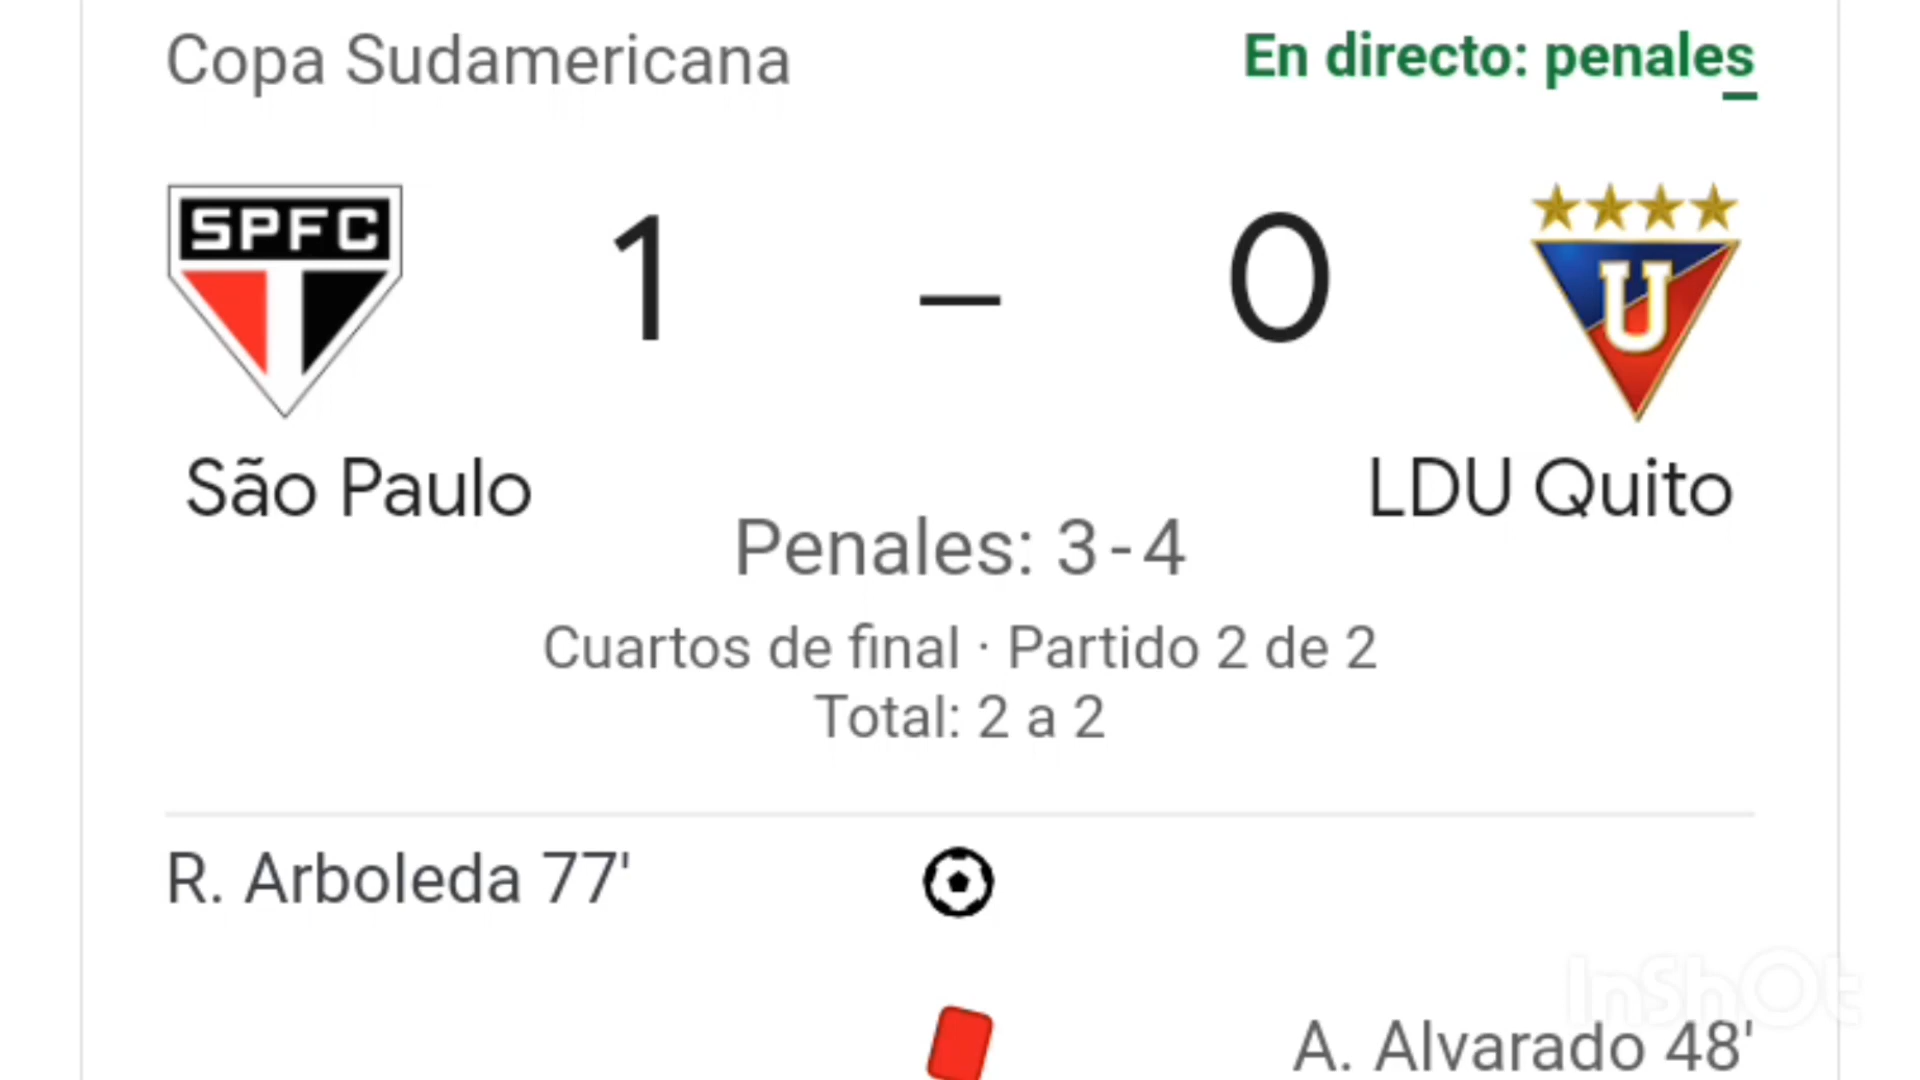 Copa Sudamericana
En directo: penales
SPFC
1 – 0
U
São Paulo
LDU Quito
Penales: 3 - 4
Cuartos de final · Partido 2 de 2
Total: 2 a 2
R. Arboleda 77'
InShOt
A. Alvarado 48'